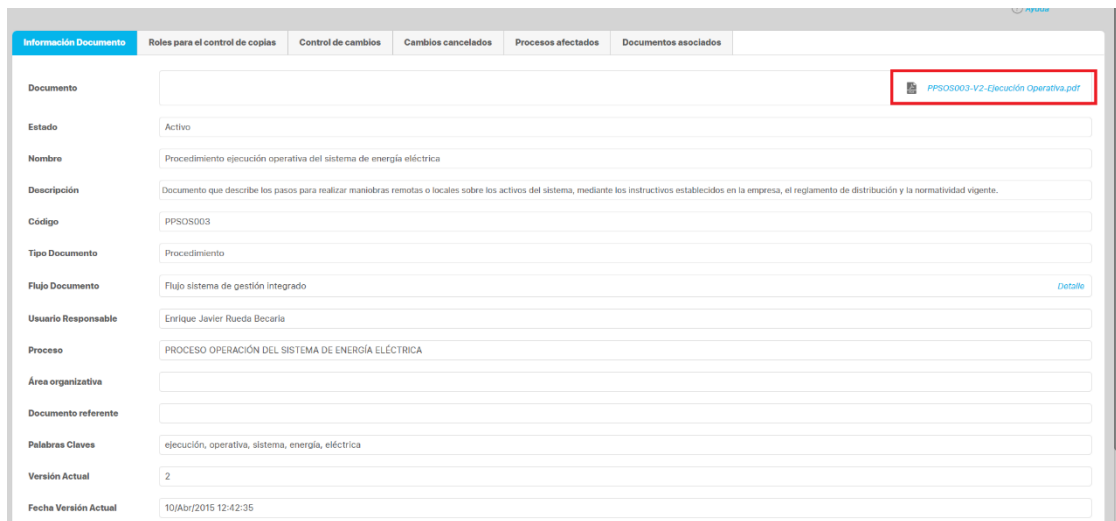 Ayuda
Información Documento Roles para el control de copias Control de cambios Cambios cancelados Procesos afectados Documentos asociados
Documento PPSOS003-V2-Ejecución Operativa.pdf
Estado Activo
Nombre Procedimiento ejecución operativa del sistema de energía eléctrica
Descripción Documento que describe los pasos para realizar maniobras remotas o locales sobre los activos del sistema, mediante los instructivos establecidos en la empresa, el reglamento de distribución y la normatividad vigente.
Código PPSOS003
Tipo Documento Procedimiento
Flujo Documento Flujo sistema de gestión integrado Detalle
Usuario Responsable Enrique Javier Rueda Becaria
Proceso PROCESO OPERACIÓN DEL SISTEMA DE ENERGÍA ELÉCTRICA
Área organizativa
Documento referente
Palabras Claves ejecución, operativa, sistema, energía, eléctrica
Versión Actual 2
Fecha Versión Actual 10/Abr/2015 12:42:35